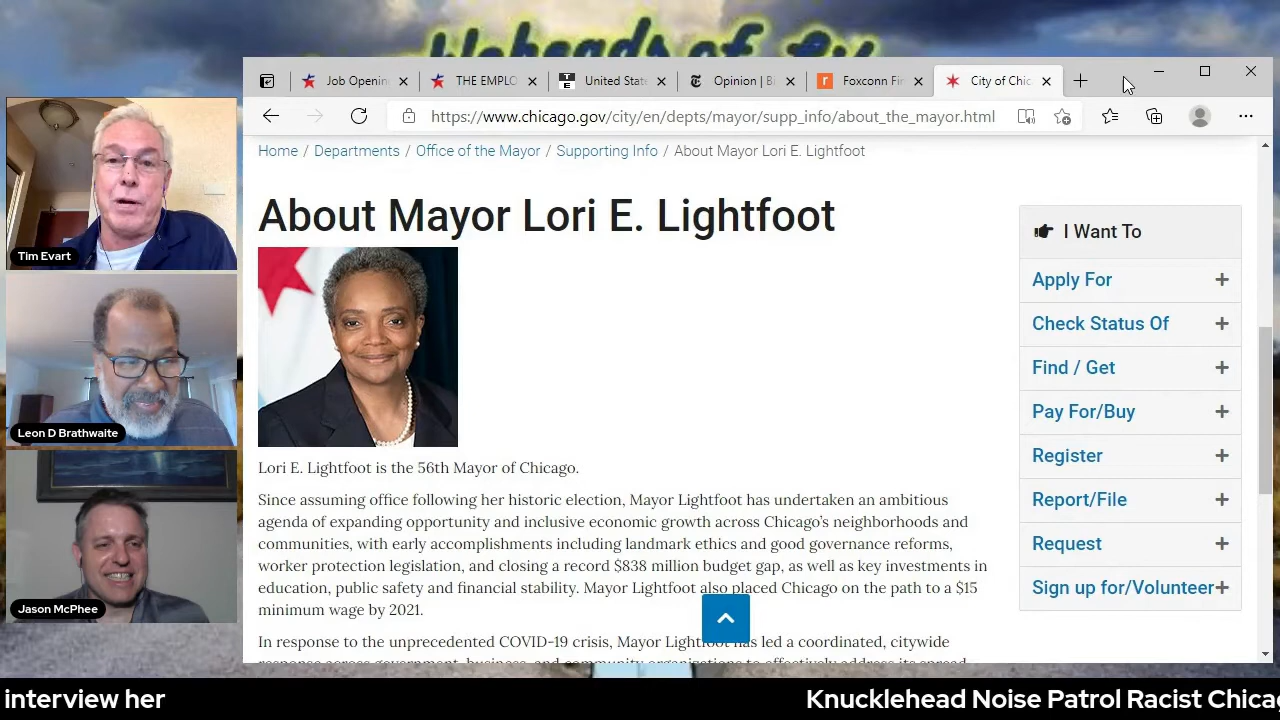 Job Openin
THE EMPLO
United State
Opinion | B
Foxconn Fir
City of Chic
https://www.chicago.gov/city/en/depts/mayor/supp_info/about_the_mayor.html
Home / Departments / Office of the Mayor / Supporting Info / About Mayor Lori E. Lightfoot
About Mayor Lori E. Lightfoot
Lori E. Lightfoot is the 56th Mayor of Chicago.
Since assuming office following her historic election, Mayor Lightfoot has undertaken an ambitious
agenda of expanding opportunity and inclusive economic growth across Chicago's neighborhoods and
communities, with early accomplishments including landmark ethics and good governance reforms,
worker protection legislation, and closing a record $838 million budget gap, as well as key investments in
education, public safety and financial stability. Mayor Lightfoot also placed Chicago on the path to a $15
minimum wage by 2021.
In response to the unprecedented COVID-19 crisis, Mayor Lightfoot has led a coordinated, citywide
I Want To
Apply For
Check Status Of
Find / Get
Pay For/Buy
Register
Report/File
Request
Sign up for/Volunteer
Tim Evart
Leon D Brathwaite
Jason McPhee
interview her
Knucklehead Noise Patrol Racist Chica